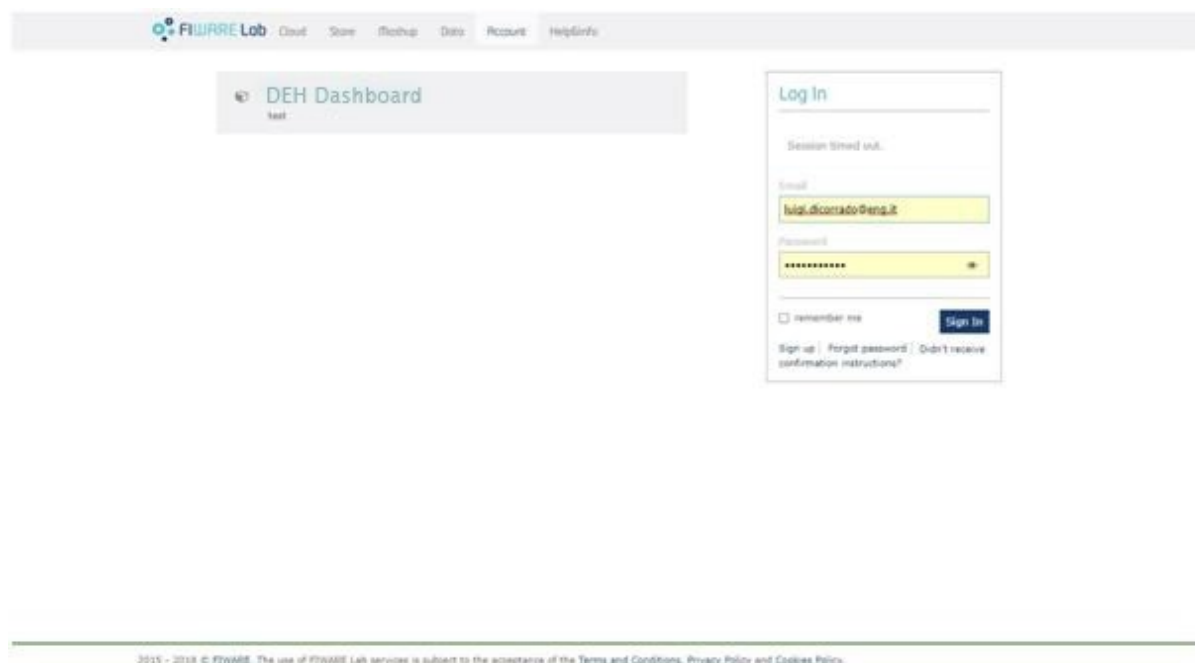 FIWARE Lab Cloud Store Mashup Data Account Help&info
DEH Dashboard
test
Log In
Session timed out.
Email
luigi.dicorrado@eng.it
Password
•••••••••••
remember me
Sign In
Sign up | Forgot password | Didn't receive
confirmation instructions?
2015 - 2018 © FIWARE. The use of FIWARE Lab services is subject to the acceptance of the Terms and Conditions, Privacy Policy and Cookies Policy.